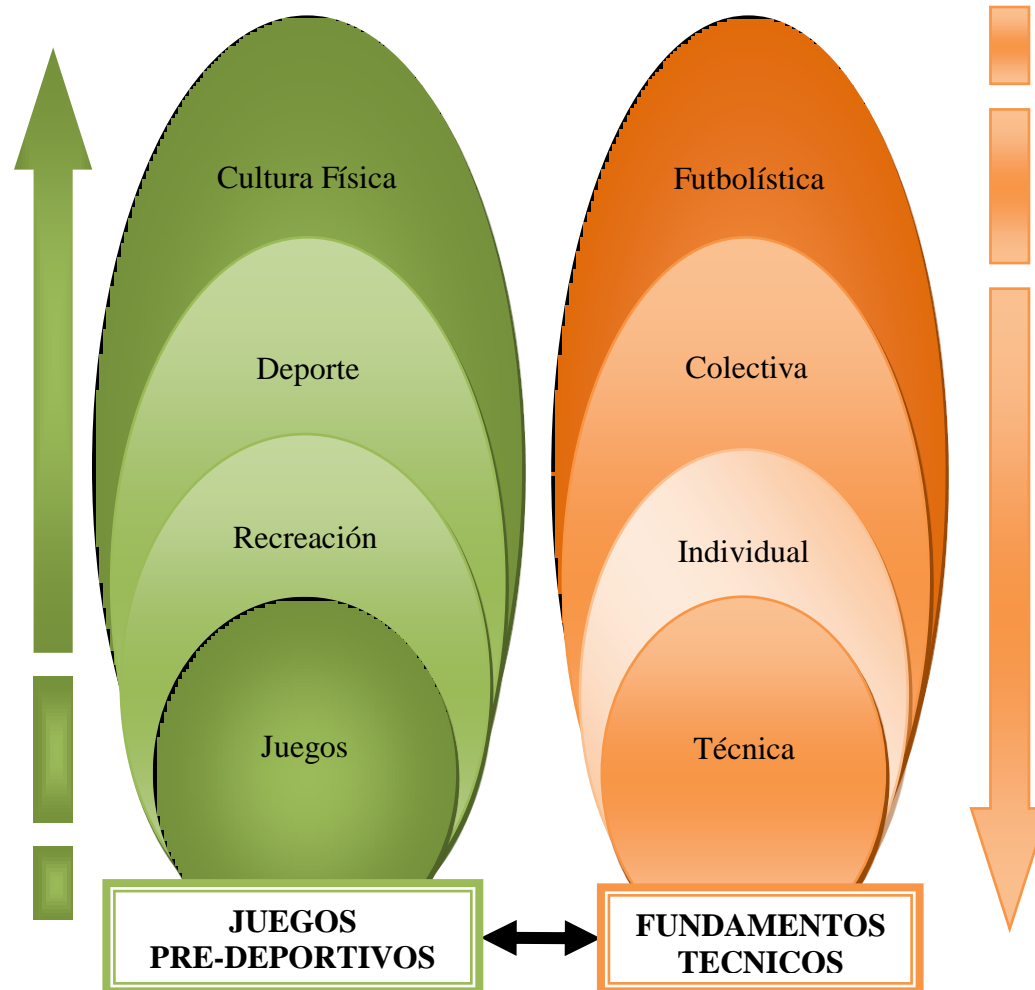 Cultura Física
Deporte
Recreación
Juegos
JUEGOS
PRE-DEPORTIVOS
Futbolística
Colectiva
Individual
Técnica
FUNDAMENTOS
TECNICOS